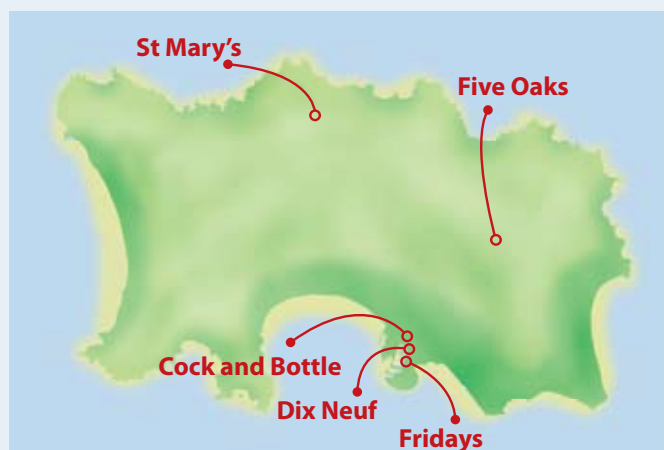 St Mary’s
Five Oaks
Cock and Bottle
Dix Neuf
Fridays